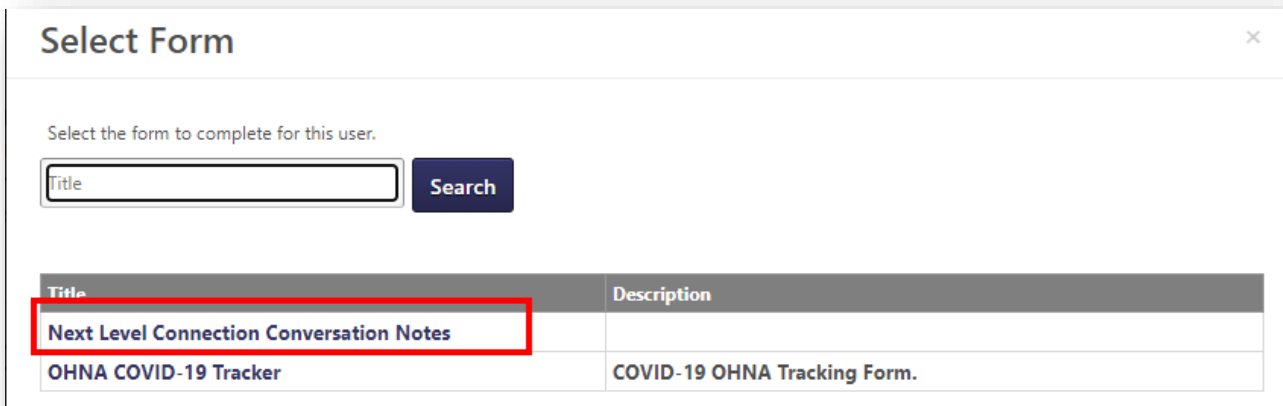 Select Form
×
Select the form to complete for this user.
Title
Search
Title Description
Next Level Connection Conversation Notes
OHNA COVID-19 Tracker COVID-19 OHNA Tracking Form.